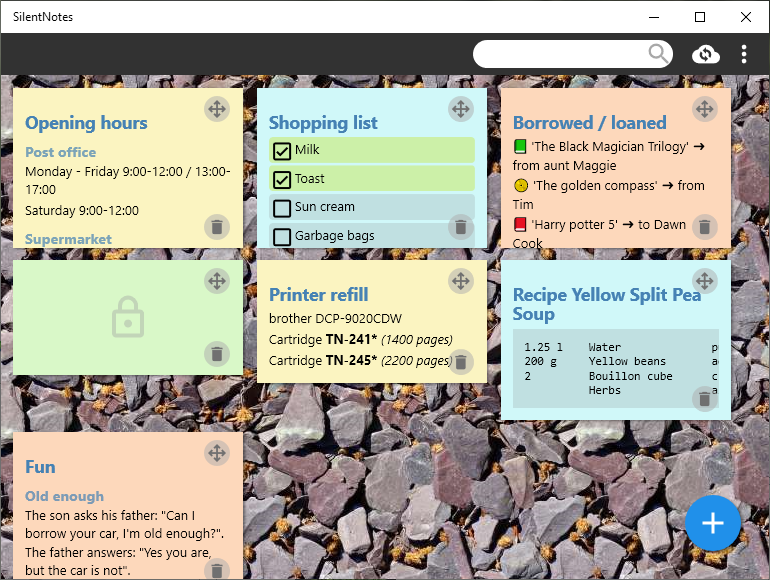 SilentNotes
Opening hours
Post office
Monday - Friday 9:00-12:00 / 13:00-
17:00
Saturday 9:00-12:00
Supermarket
Shopping list
Milk
Toast
Sun cream
Garbage bags
Borrowed / loaned
'The Black Magician Trilogy' →
from aunt Maggie
'The golden compass' → from
Tim
'Harry potter 5' → to Dawn
Cook
Printer refill
brother DCP-9020CDW
Cartridge TN-241* (1400 pages)
Cartridge TN-245* (2200 pages)
Recipe Yellow Split Pea
Soup
1.25 l Water
200 g Yellow beans
2 Bouillon cube
Herbs
Fun
Old enough
The son asks his father: "Can I
borrow your car, I'm old enough?".
The father answers: "Yes you are,
but the car is not".